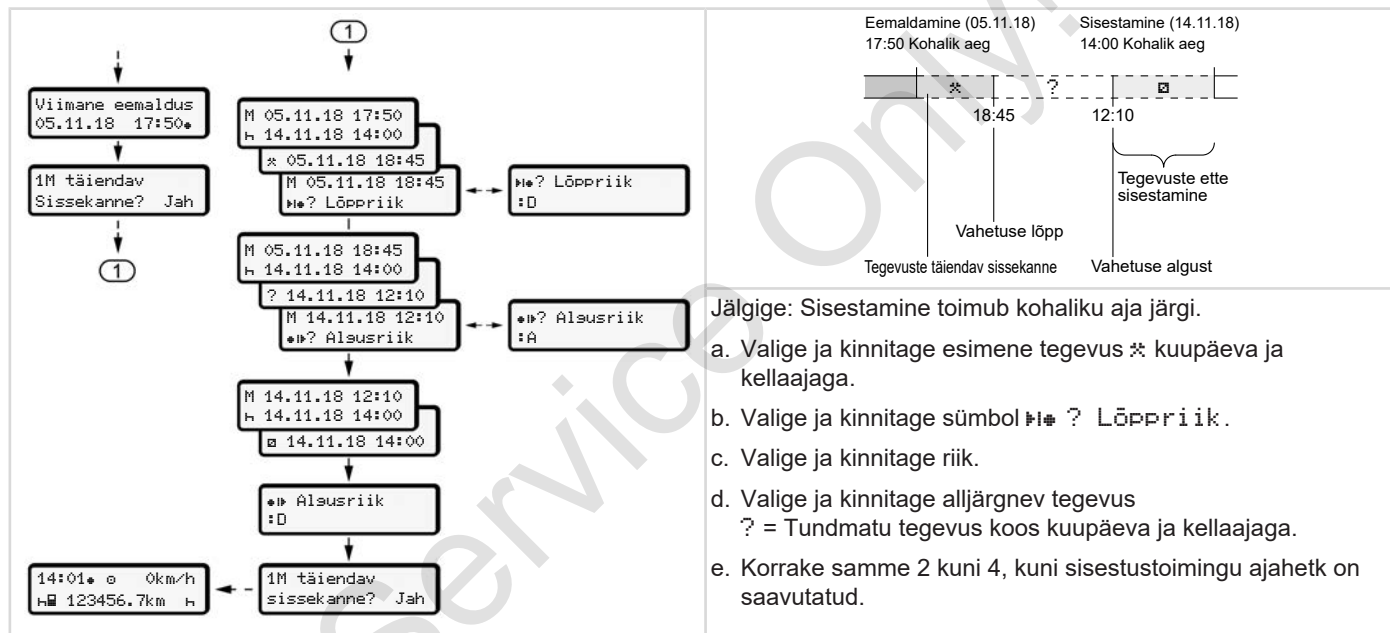 1
Viimane eemaldus
05.11.18 17:50
1M täiendav
Sissekanne? Jah
1
M 05.11.18 17:50
14.11.18 14:00
05.11.18 18:45
M 05.11.18 18:45
? Lõppriik
? Lõppriik
:D
M 05.11.18 18:45
14.11.18 14:00
? 14.11.18 12:10
M 14.11.18 12:10
? Algusriik
? Algusriik
:A
M 14.11.18 12:10
14.11.18 14:00
14.11.18 14:00
Algusriik
:D
1M täiendav
sissekanne? Jah
14:01 0km/h
123456.7km
Eemaldamine (05.11.18)
17:50 Kohalik aeg
Sisestamine (14.11.18)
14:00 Kohalik aeg
?
18:45
12:10
Tegevuste ette
sisestamine
Vahetuse lõpp
Tegevuste täiendav sissekanne
Vahetuse algust
Jälgige: Sisestamine toimub kohaliku aja järgi.
a. Valige ja kinnitage esimene tegevus kuupäeva ja
kellaajaga.
b. Valige ja kinnitage sümbol ? Lõppriik.
c. Valige ja kinnitage riik.
d. Valige ja kinnitage alljärgnev tegevus
? = Tundmatu tegevus koos kuupäeva ja kellaajaga.
e. Korrake samme 2 kuni 4, kuni sisestustoimingu ajahetk on
saavutatud.
Service Only!